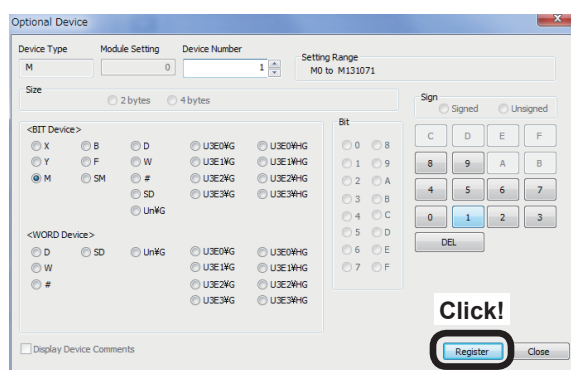 Optional Device
Device Type Module Setting Device Number
M 0 1
Setting Range
M0 to M131071
Size
2 bytes 4 bytes
Sign
Signed Unsigned
<BIT Device>
X B D U3E0¥G U3E0¥HG
Y F W U3E1¥G U3E1¥HG
M SM # U3E2¥G U3E2¥HG
SD U3E3¥G U3E3¥HG
Un¥G
<WORD Device>
D SD Un¥G U3E0¥G U3E0¥HG
W U3E1¥G U3E1¥HG
# U3E2¥G U3E2¥HG
U3E3¥G U3E3¥HG
Bit
0 8
1 9
2 A
3 B
4 C
5 D
6 E
7 F
C D E F
8 9 A B
4 5 6 7
0 1 2 3
DEL
Click!
Display Device Comments
Register Close